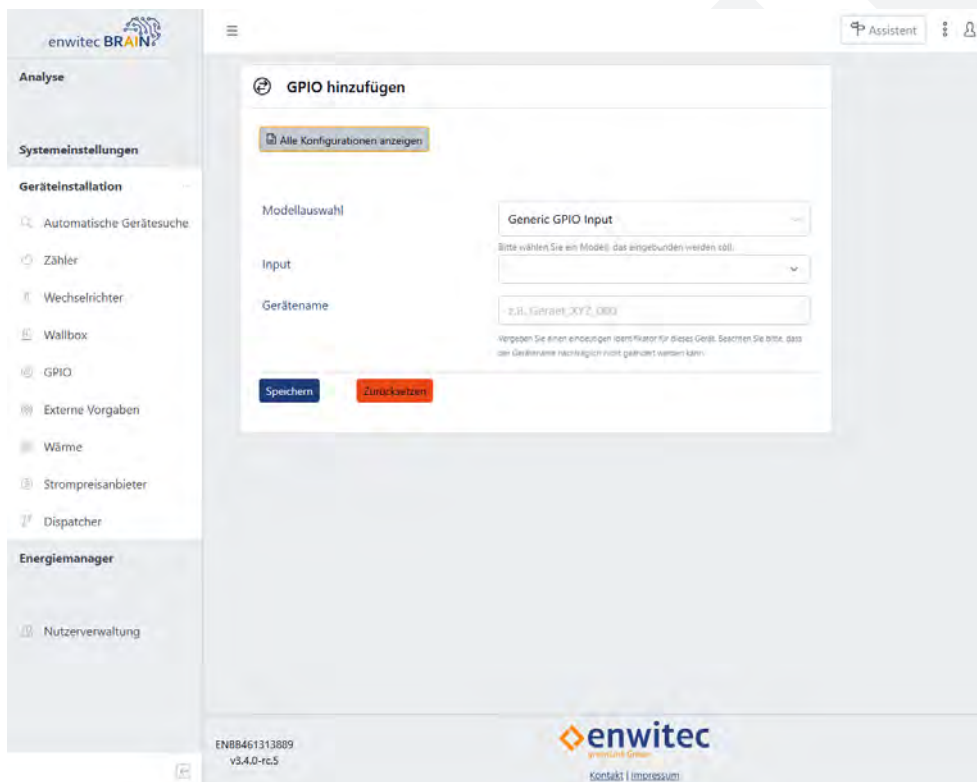 enwitec BRAIN
Assistent
Analyse
Systemeinstellungen
Geräteinstallation
Automatische Gerätesuche
Zähler
Wechselrichter
Wallbox
GPIO
Externe Vorgaben
Wärme
Strompreisanbieter
Dispatcher
Energiemanager
Nutzerverwaltung
GPIO hinzufügen
Alle Konfigurationen anzeigen
Modellauswahl
Generic GPIO Input
Bitte wählen Sie ein Modell, das eingebunden werden soll.
Input
Gerätename
z.B. Geraet_XYZ_000
Vergeben Sie einen eindeutigen Identifikator für dieses Gerät. Beachten Sie bitte, dass
der Gerätename nachträglich nicht geändert werden kann.
Speichern
Zurücksetzen
ENBB461313889
v3.4.0-rc.5
enwitec
Kontakt | Impressum